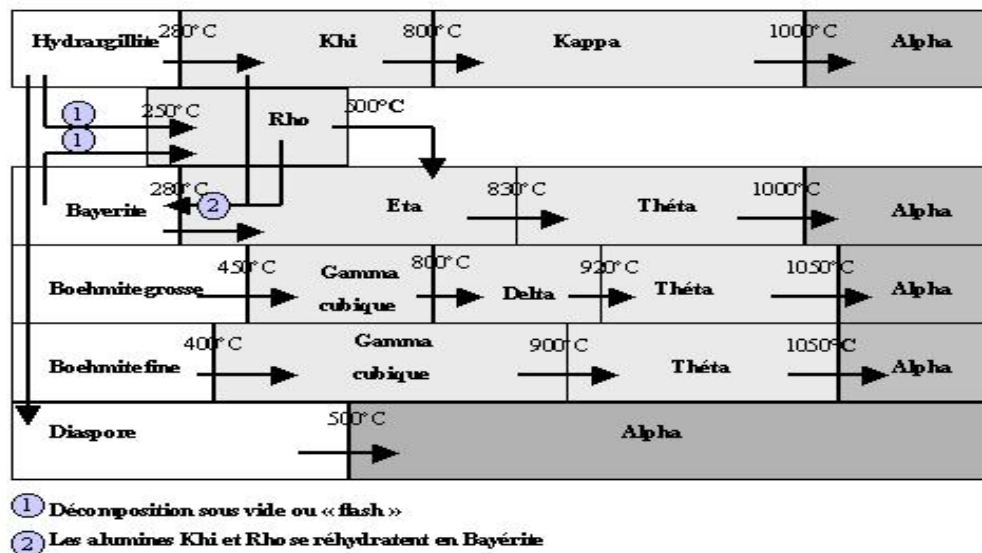 280°C 800°C 1000°C
Hydrargillite Khi Kappa Alpha
1 250°C Rho 500°C
1
280°C 2 830°C 1000°C
Bayerite Eta Théta Alpha
450°C Gamma 800°C 920°C 1050°C
Boehmite grosse cubique Delta Théta Alpha
400°C Gamma 900°C 1050°C
Boehmite fine cubique Théta Alpha
500°C
Diaspore Alpha
1 Décomposition sous vide ou « flash »
2 Les alumines Khi et Rho se réhydratent en Bayérite